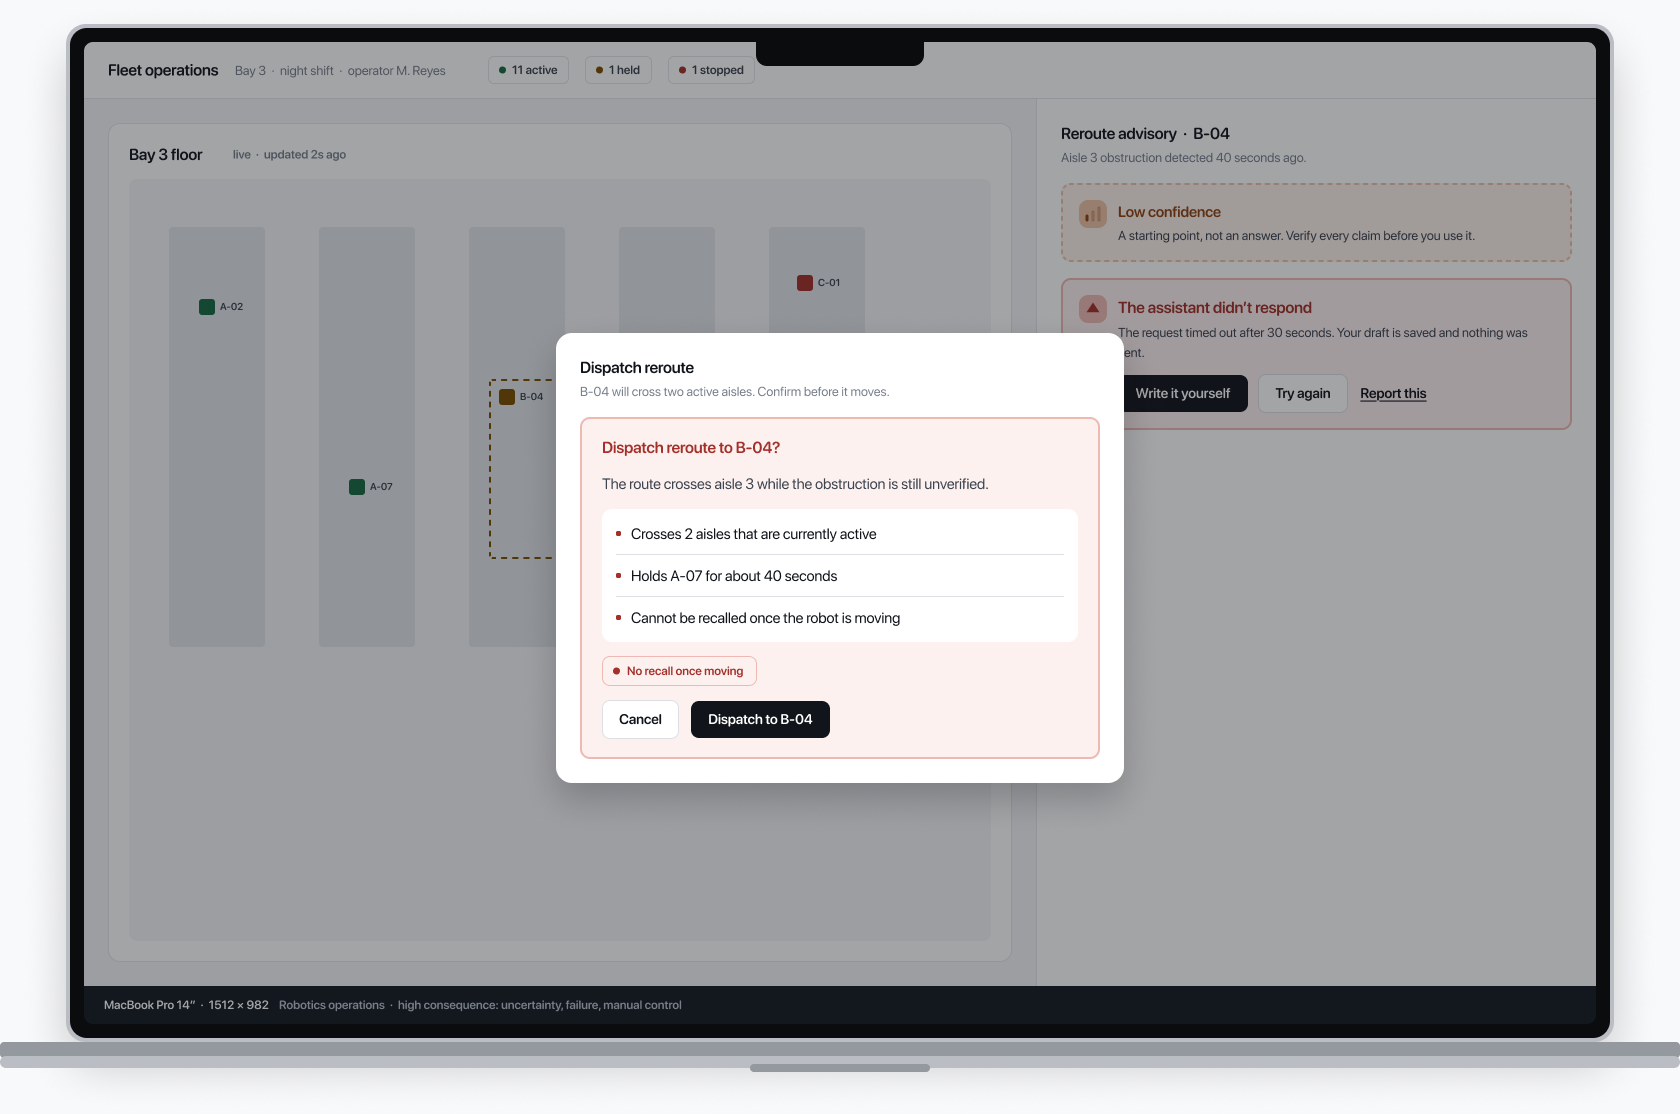 Fleet operations
Bay 3 · night shift · operator M. Reyes
11 active
1 held
1 stopped
Bay 3 floor
live · updated 2s ago
A-02
C-01
B-04
A-07
Reroute advisory · B-04
Aisle 3 obstruction detected 40 seconds ago.
Low confidence
A starting point, not an answer. Verify every claim before you use it.
The assistant didn’t respond
The request timed out after 30 seconds. Your draft is saved and nothing was
ent.
Write it yourself
Try again
Report this
Dispatch reroute
B-04 will cross two active aisles. Confirm before it moves.
Dispatch reroute to B-04?
The route crosses aisle 3 while the obstruction is still unverified.
Crosses 2 aisles that are currently active
Holds A-07 for about 40 seconds
Cannot be recalled once the robot is moving
No recall once moving
Cancel
Dispatch to B-04
MacBook Pro 14″ · 1512 × 982 Robotics operations · high consequence: uncertainty, failure, manual control